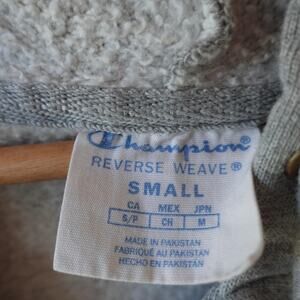 Champion
REVERSE WEAVE®
SMALL
CA MEX JPN
S/P CH M
MADE IN PAKISTAN
FABRIQUÉ AU PAKISTAN
HECHO EN PAKISTÁN